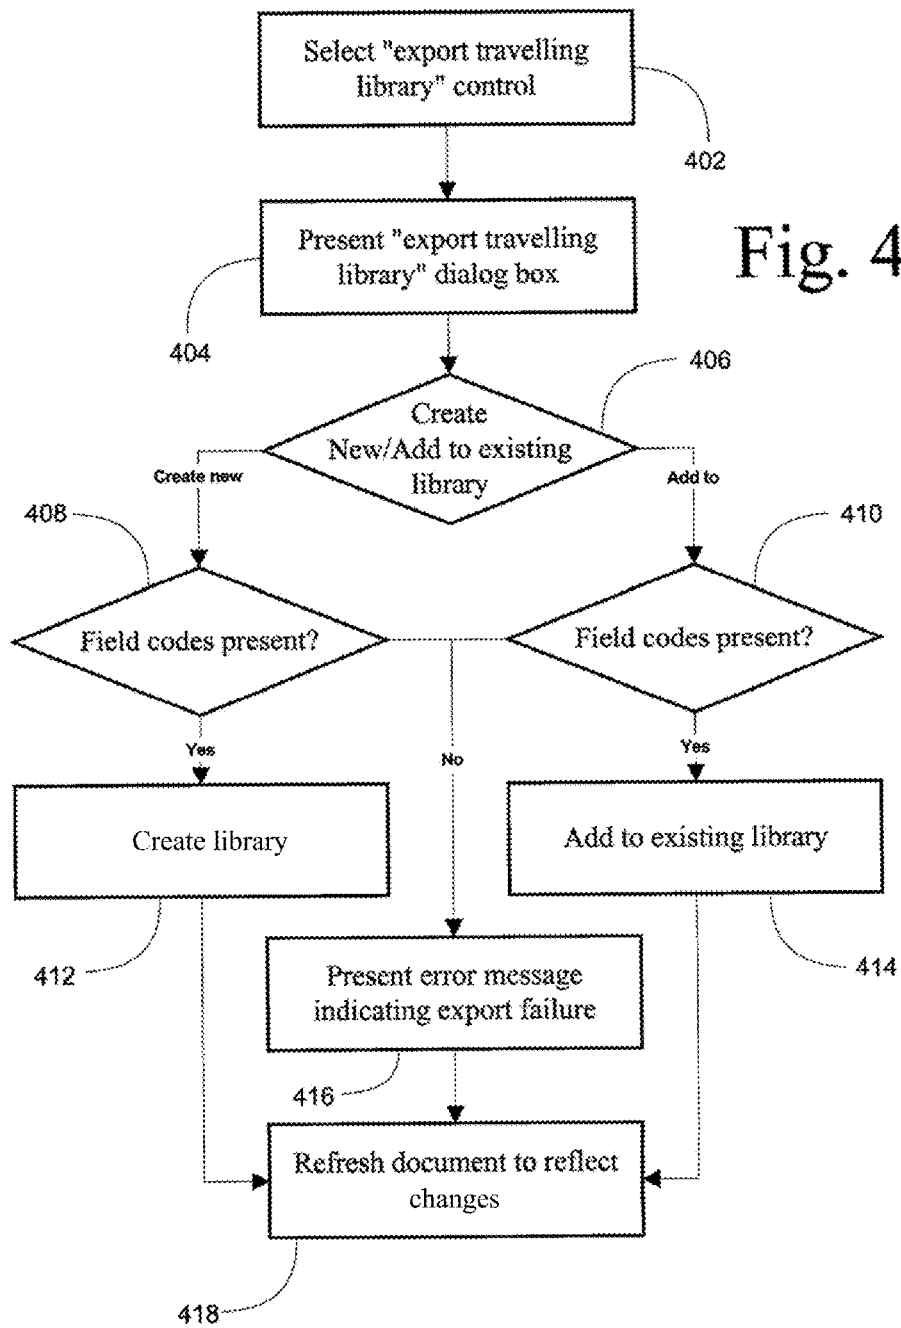 Select "export travelling
library" control
402
Present "export travelling
library" dialog box
Fig. 4
404
406
Create
New/Add to existing
library
Create new
Add to
408
410
Field codes present?
Field codes present?
Yes
No
Yes
Create library
Add to existing library
412
414
Present error message
indicating export failure
416
Refresh document to reflect
changes
418